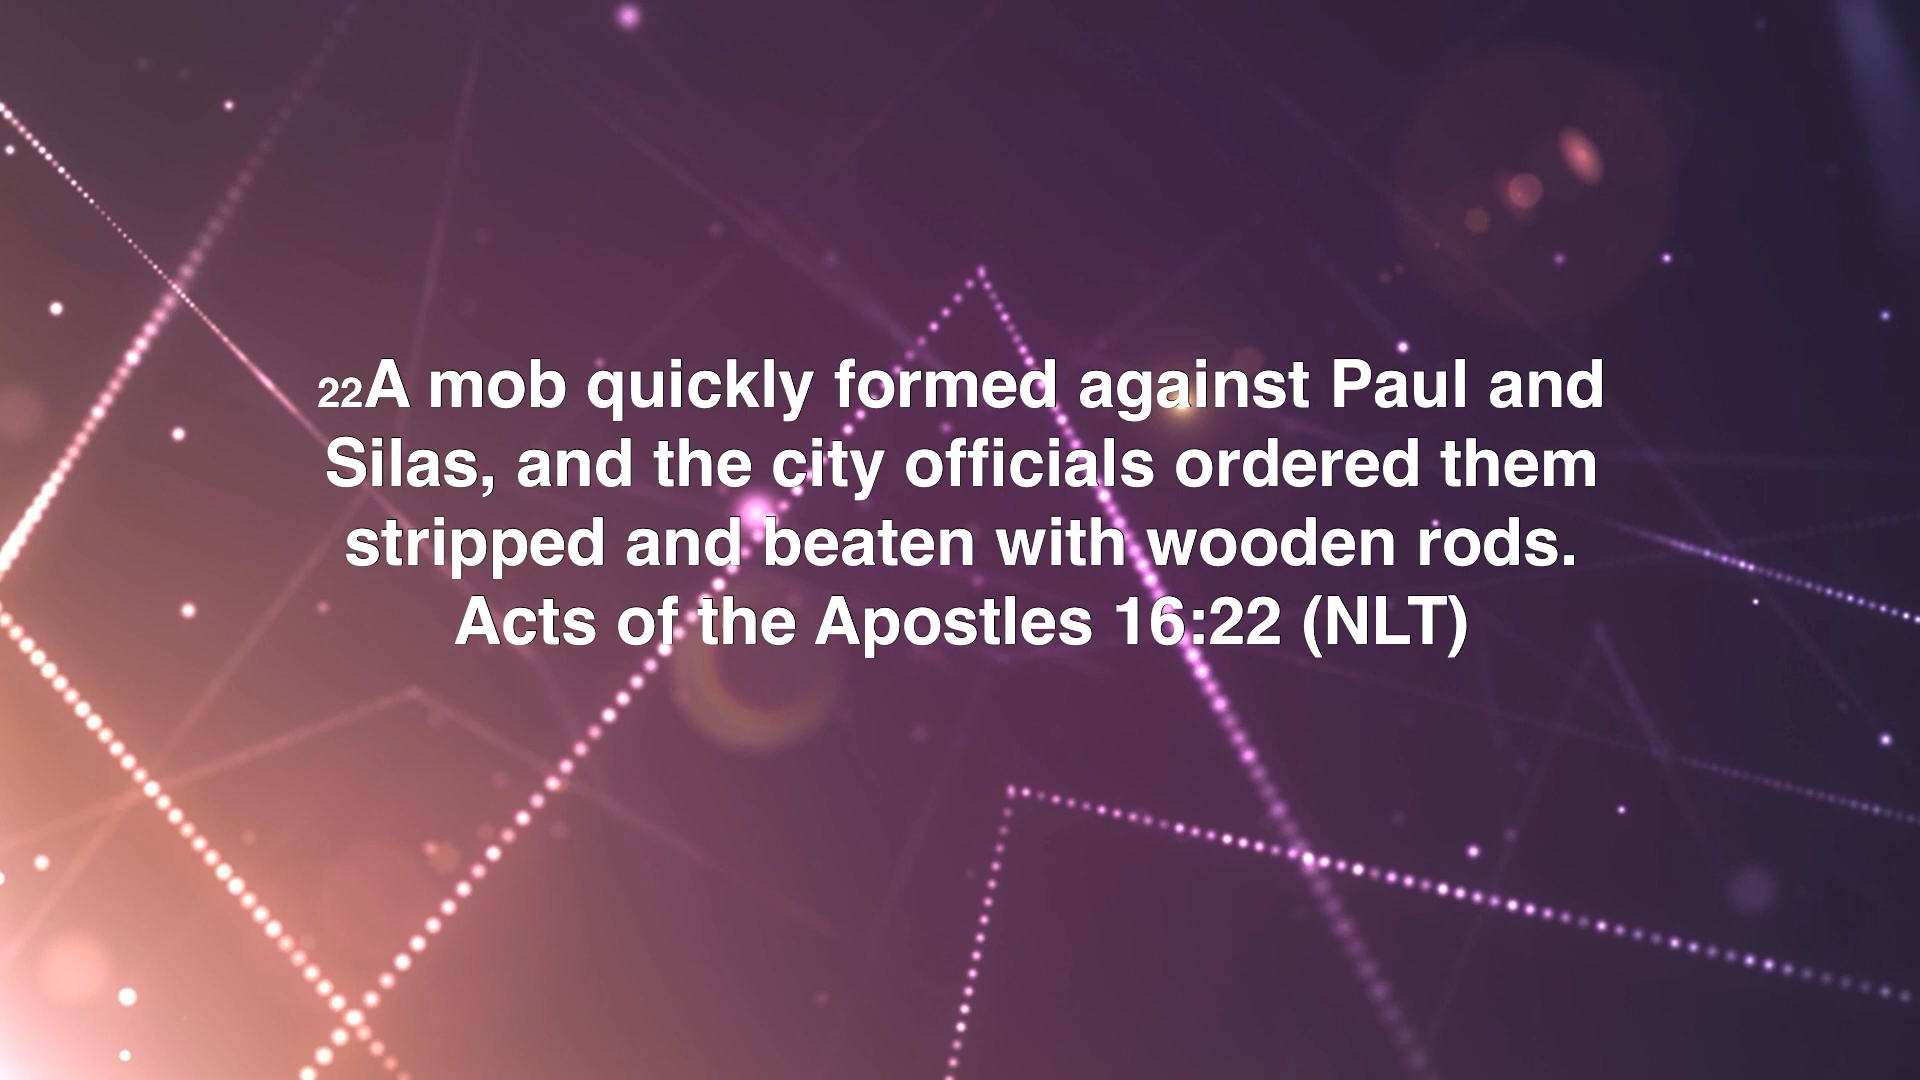 22A mob quickly formed against Paul and
Silas, and the city officials ordered them
stripped and beaten with wooden rods.
Acts of the Apostles 16:22 (NLT)